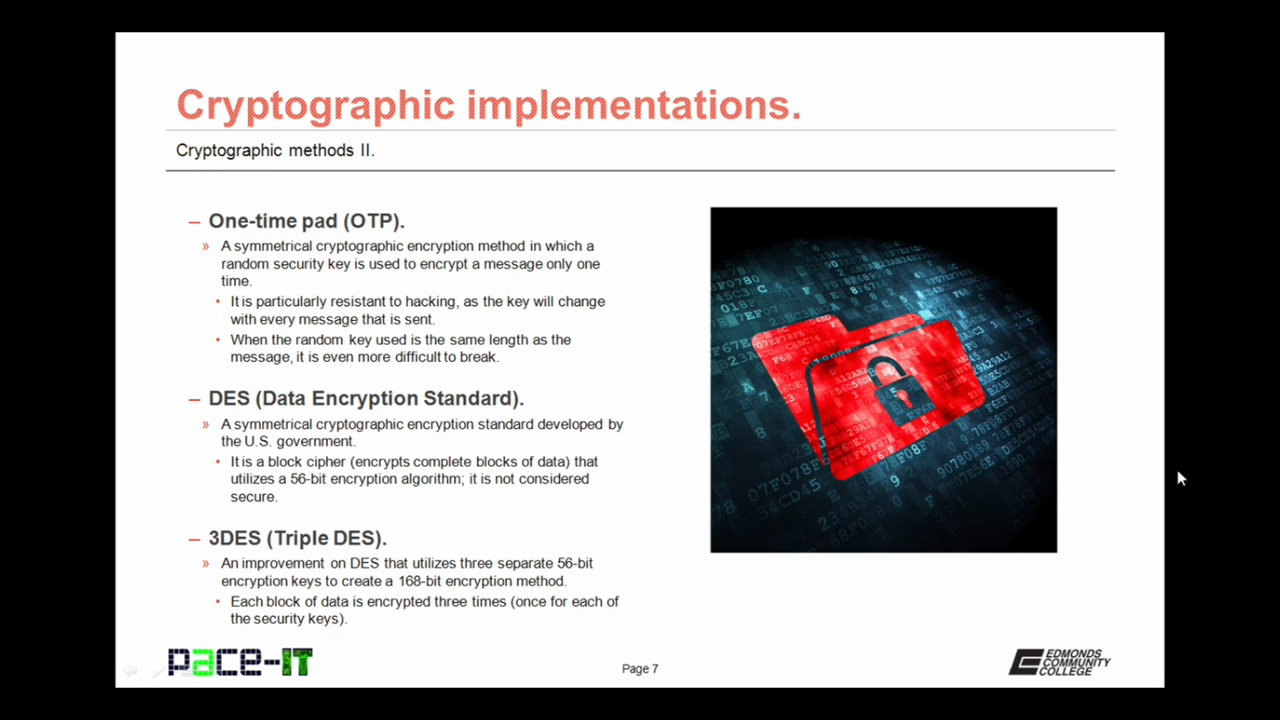 Cryptographic implementations.
Cryptographic methods II.
– One-time pad (OTP).
» A symmetrical cryptographic encryption method in which a
random security key is used to encrypt a message only one
time.
• It is particularly resistant to hacking, as the key will change
with every message that is sent.
• When the random key used is the same length as the
message, it is even more difficult to break.
– DES (Data Encryption Standard).
» A symmetrical cryptographic encryption standard developed by
the U.S. government.
• It is a block cipher (encrypts complete blocks of data) that
utilizes a 56-bit encryption algorithm; it is not considered
secure.
– 3DES (Triple DES).
» An improvement on DES that utilizes three separate 56-bit
encryption keys to create a 168-bit encryption method.
• Each block of data is encrypted three times (once for each of
the security keys).
pace-IT
Page 7
EDMONDS
COMMUNITY
COLLEGE